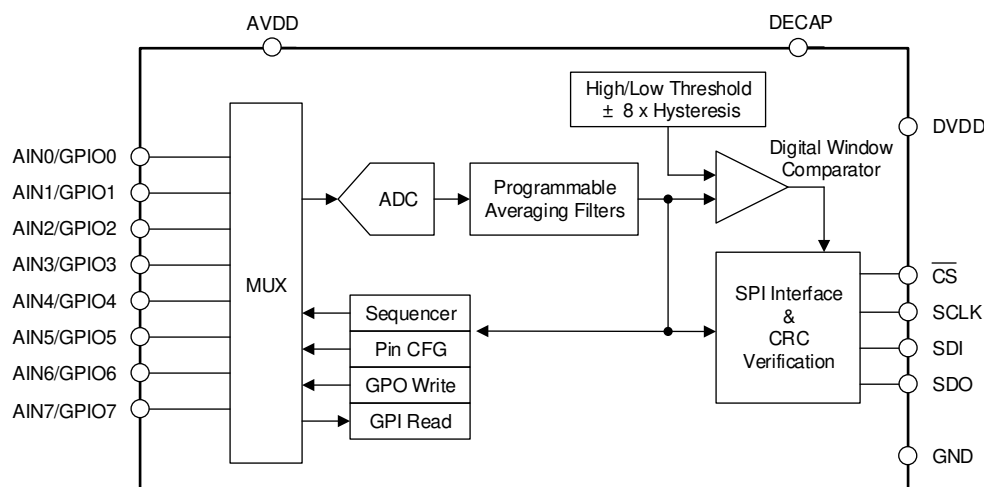 AVDD
DECAP
High/Low Threshold
± 8 x Hysteresis
DVDD
Digital Window
Comparator
AIN0/GPIO0
AIN1/GPIO1
AIN2/GPIO2
AIN3/GPIO3
AIN4/GPIO4
AIN5/GPIO5
AIN6/GPIO6
AIN7/GPIO7
MUX
ADC
Programmable
Averaging Filters
Sequencer
Pin CFG
GPO Write
GPI Read
SPI Interface
&
CRC
Verification
C̅S̅
SCLK
SDI
SDO
GND